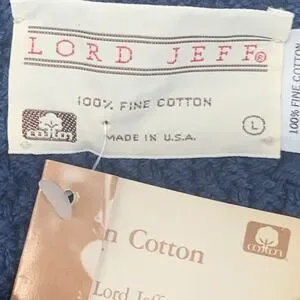 LORD JEFF®
100% FINE COTTON
cotton
MADE IN U.S.A.
L
100% FINE COTTON
n Cotton
cotton
Lord Jeff